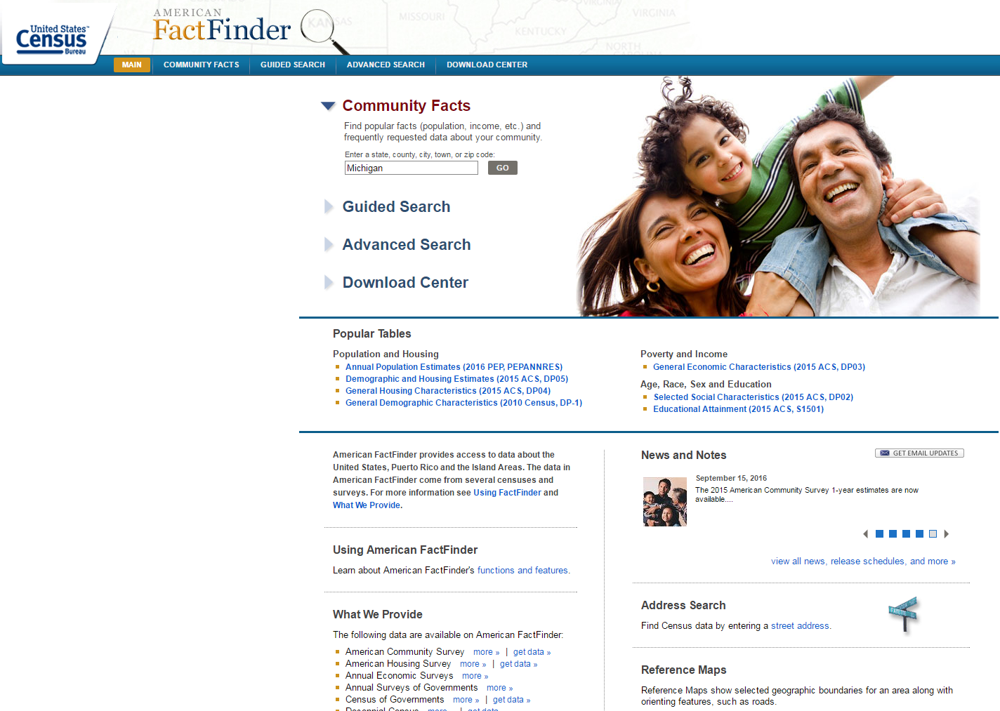 United States™
Census
Bureau
AMERICAN
FactFinder
KANSAS
MISSOURI
KENTUCKY
VIRGINIA
VIRGINIA
NORTH
MAIN
COMMUNITY FACTS
GUIDED SEARCH
ADVANCED SEARCH
DOWNLOAD CENTER
Community Facts
Find popular facts (population, income, etc.) and
frequently requested data about your community.
Enter a state, county, city, town, or zip code:
Michigan
GO
Guided Search
Advanced Search
Download Center
Popular Tables
Population and Housing
Annual Population Estimates (2016 PEP, PEPANNRES)
Demographic and Housing Estimates (2015 ACS, DP05)
General Housing Characteristics (2015 ACS, DP04)
General Demographic Characteristics (2010 Census, DP-1)
Poverty and Income
General Economic Characteristics (2015 ACS, DP03)
Age, Race, Sex and Education
Selected Social Characteristics (2015 ACS, DP02)
Educational Attainment (2015 ACS, S1501)
American FactFinder provides access to data about the
United States, Puerto Rico and the Island Areas. The data in
American FactFinder come from several censuses and
surveys. For more information see Using FactFinder and
What We Provide.
Using American FactFinder
Learn about American FactFinder's functions and features.
What We Provide
The following data are available on American FactFinder:
American Community Survey more » | get data »
American Housing Survey more » | get data »
Annual Economic Surveys more »
Annual Surveys of Governments more »
Census of Governments more » | get data »
Decennial Census more | get data
News and Notes
GET EMAIL UPDATES
September 15, 2016
The 2015 American Community Survey 1-year estimates are now
available....
view all news, release schedules, and more »
Address Search
Find Census data by entering a street address.
Reference Maps
Reference Maps show selected geographic boundaries for an area along with
orienting features, such as roads.